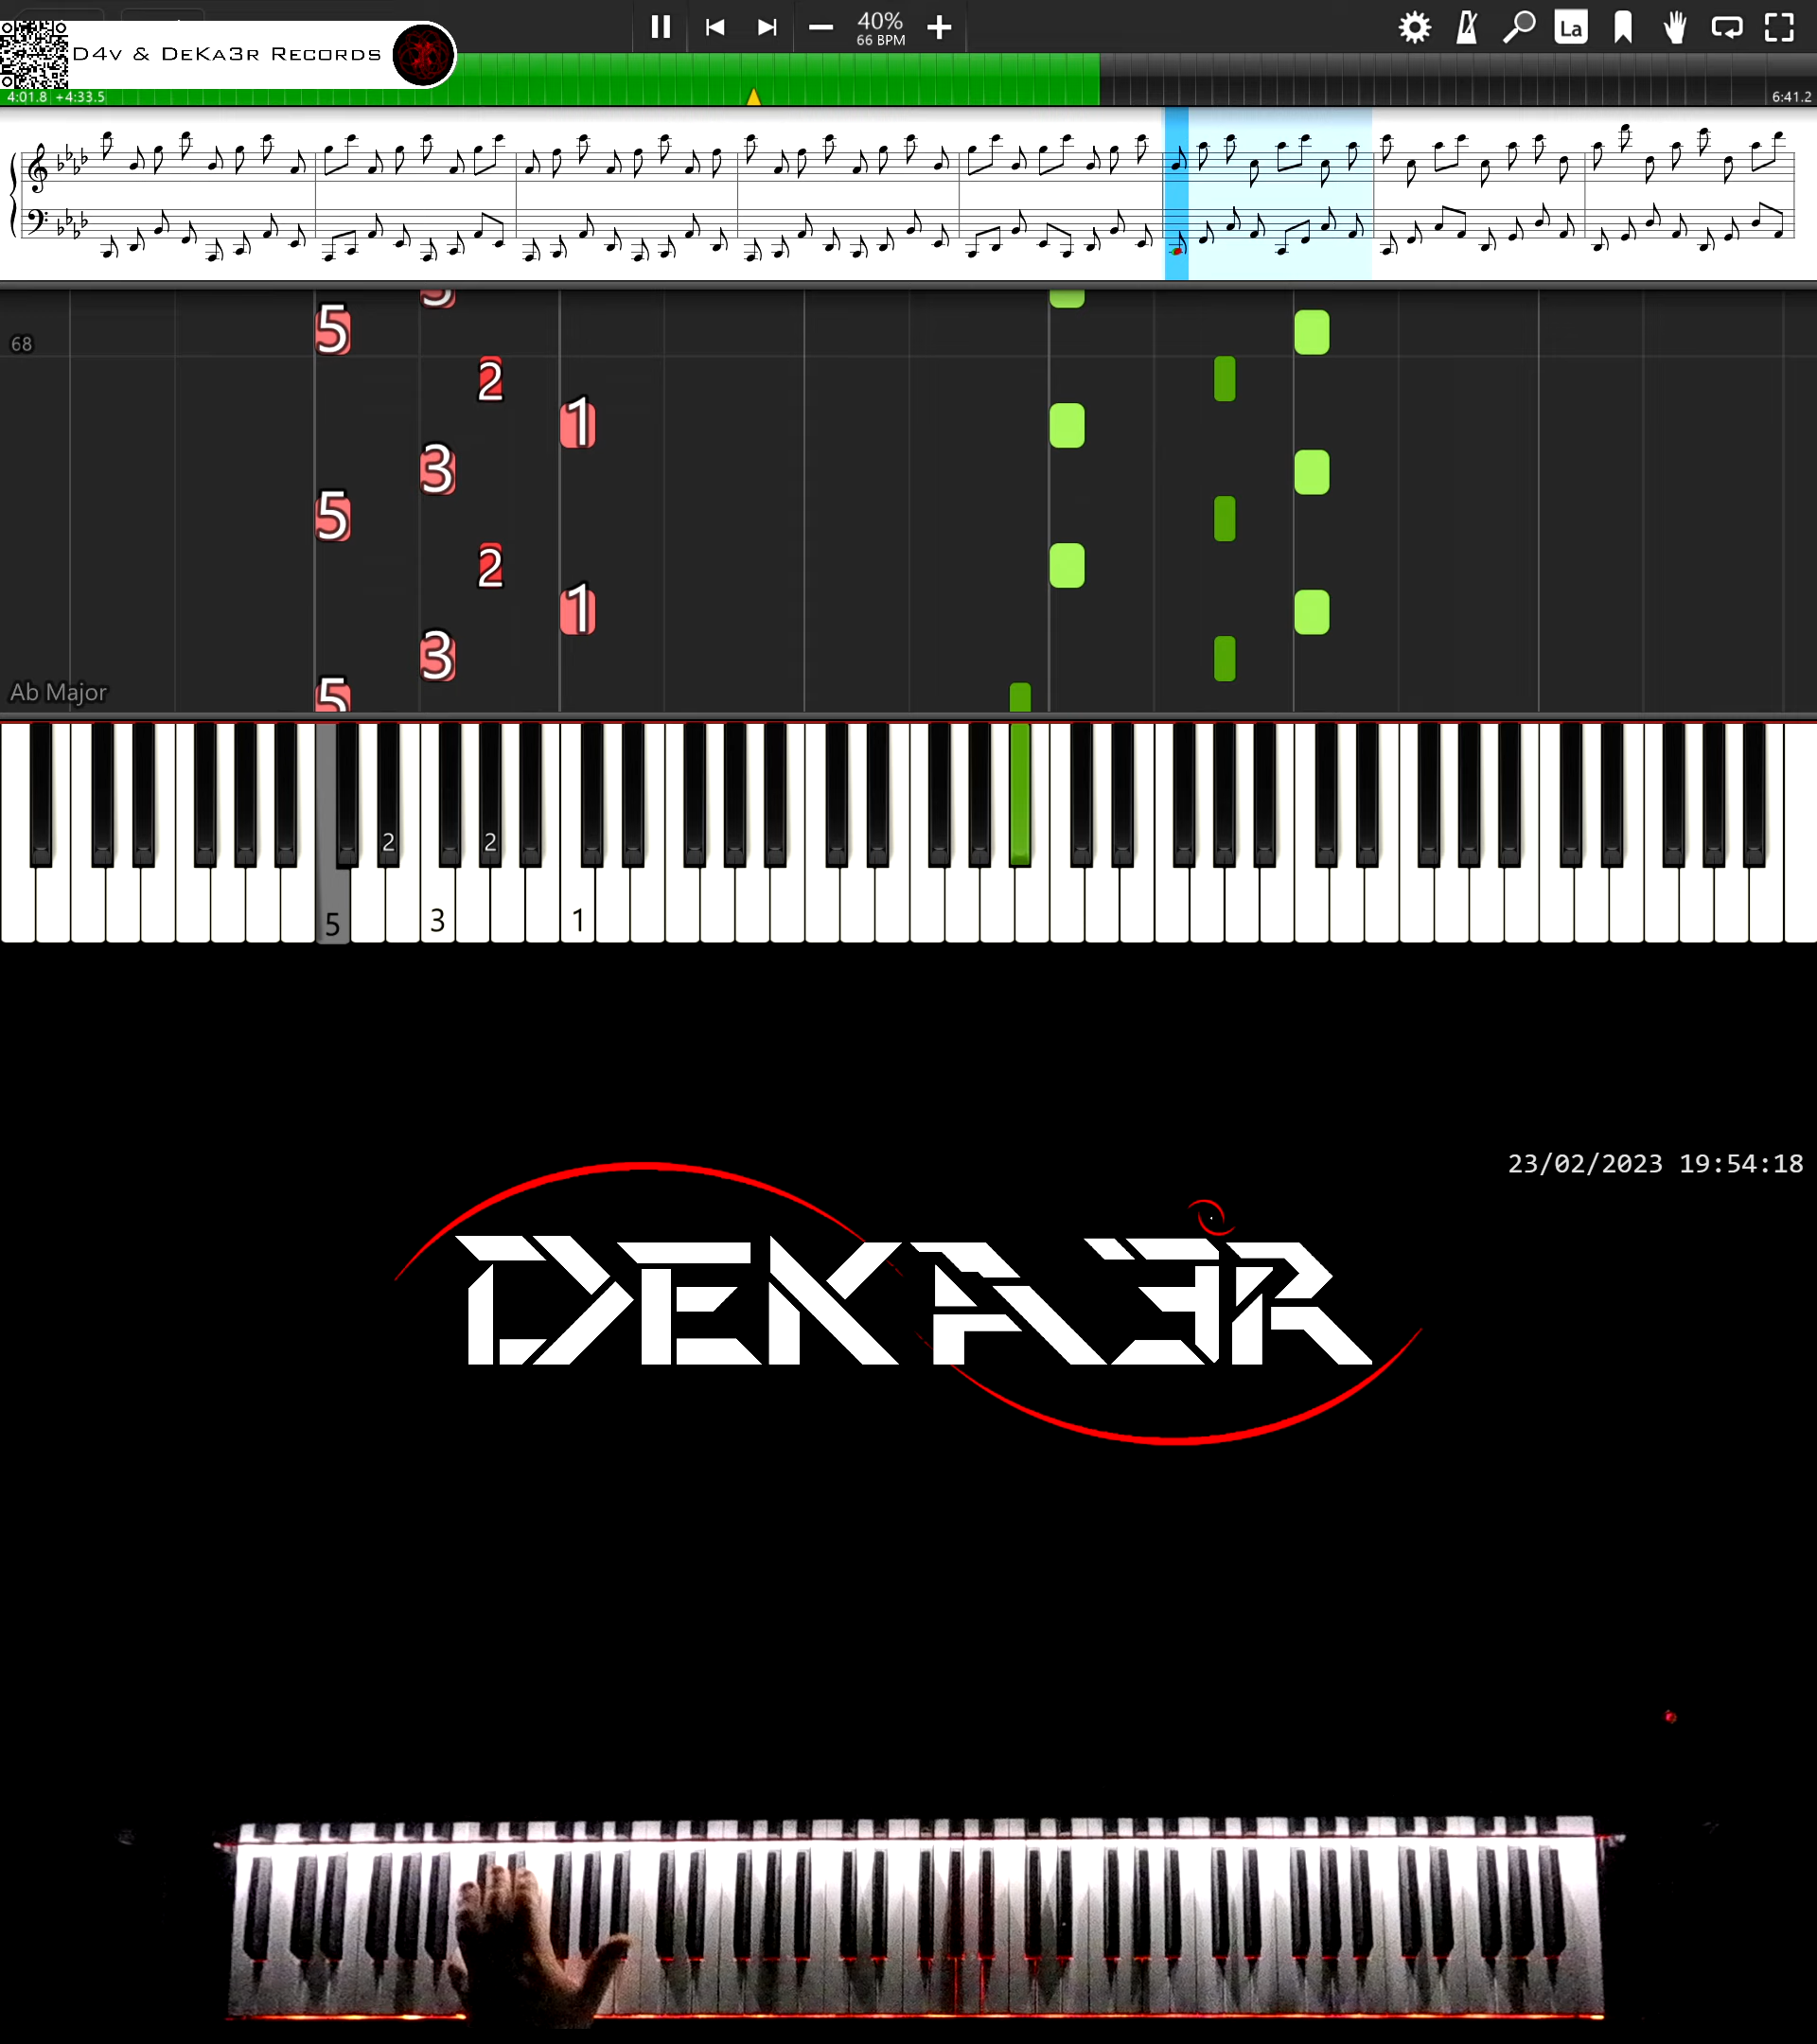 40%
66 BPM
La
D4v & DeKa3r Records
4:01.8 +4:33.5
6:41.2
5
68
2
1
3
5
2
1
3
Ab Major
5
2 2
5 3 1
23/02/2023 19:54:18
DEKA3R